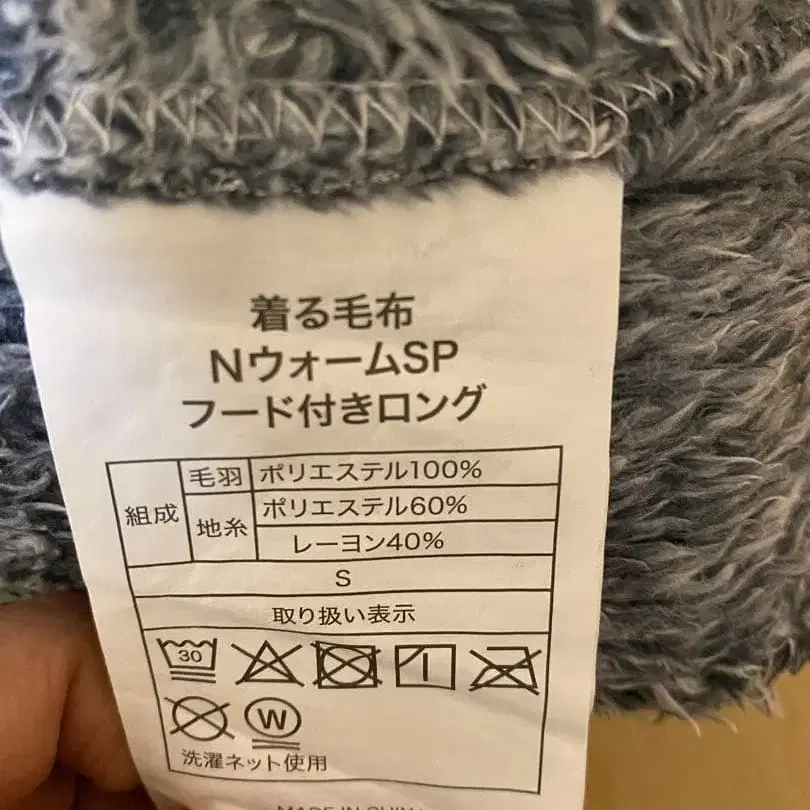 着る毛布
NウォームSP
フード付きロング
組成
毛羽 ポリエステル100%
地糸 ポリエステル60%
レーヨン40%
S
取り扱い表示
30
W
洗濯ネット使用
MADE IN CHINA